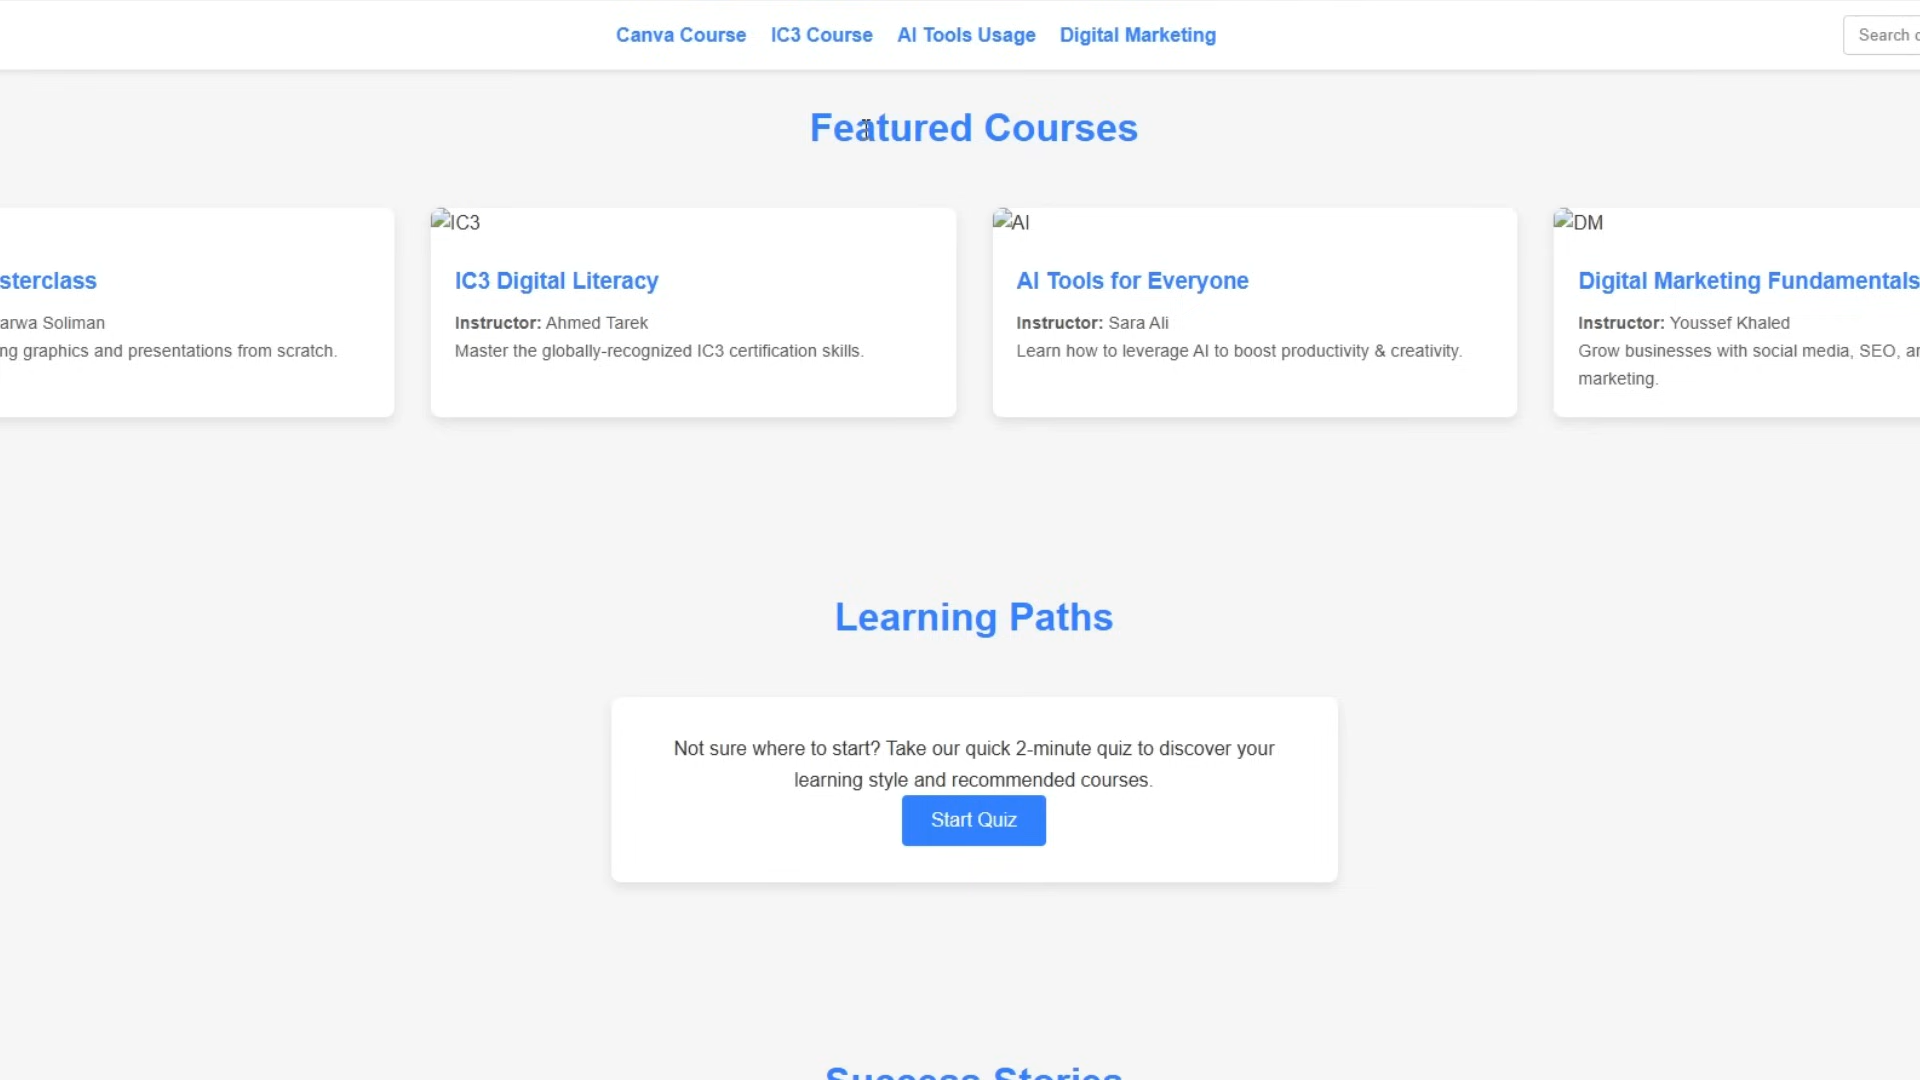 Canva Course IC3 Course AI Tools Usage Digital Marketing
Search
Featured Courses
IC3
AI
DM
sterclass
arwa Soliman
ng graphics and presentations from scratch.
IC3 Digital Literacy
Instructor: Ahmed Tarek
Master the globally-recognized IC3 certification skills.
AI Tools for Everyone
Instructor: Sara Ali
Learn how to leverage AI to boost productivity & creativity.
Digital Marketing Fundamentals
Instructor: Youssef Khaled
Grow businesses with social media, SEO,
marketing.
Learning Paths
Not sure where to start? Take our quick 2-minute quiz to discover your
learning style and recommended courses.
Start Quiz
Success Stories